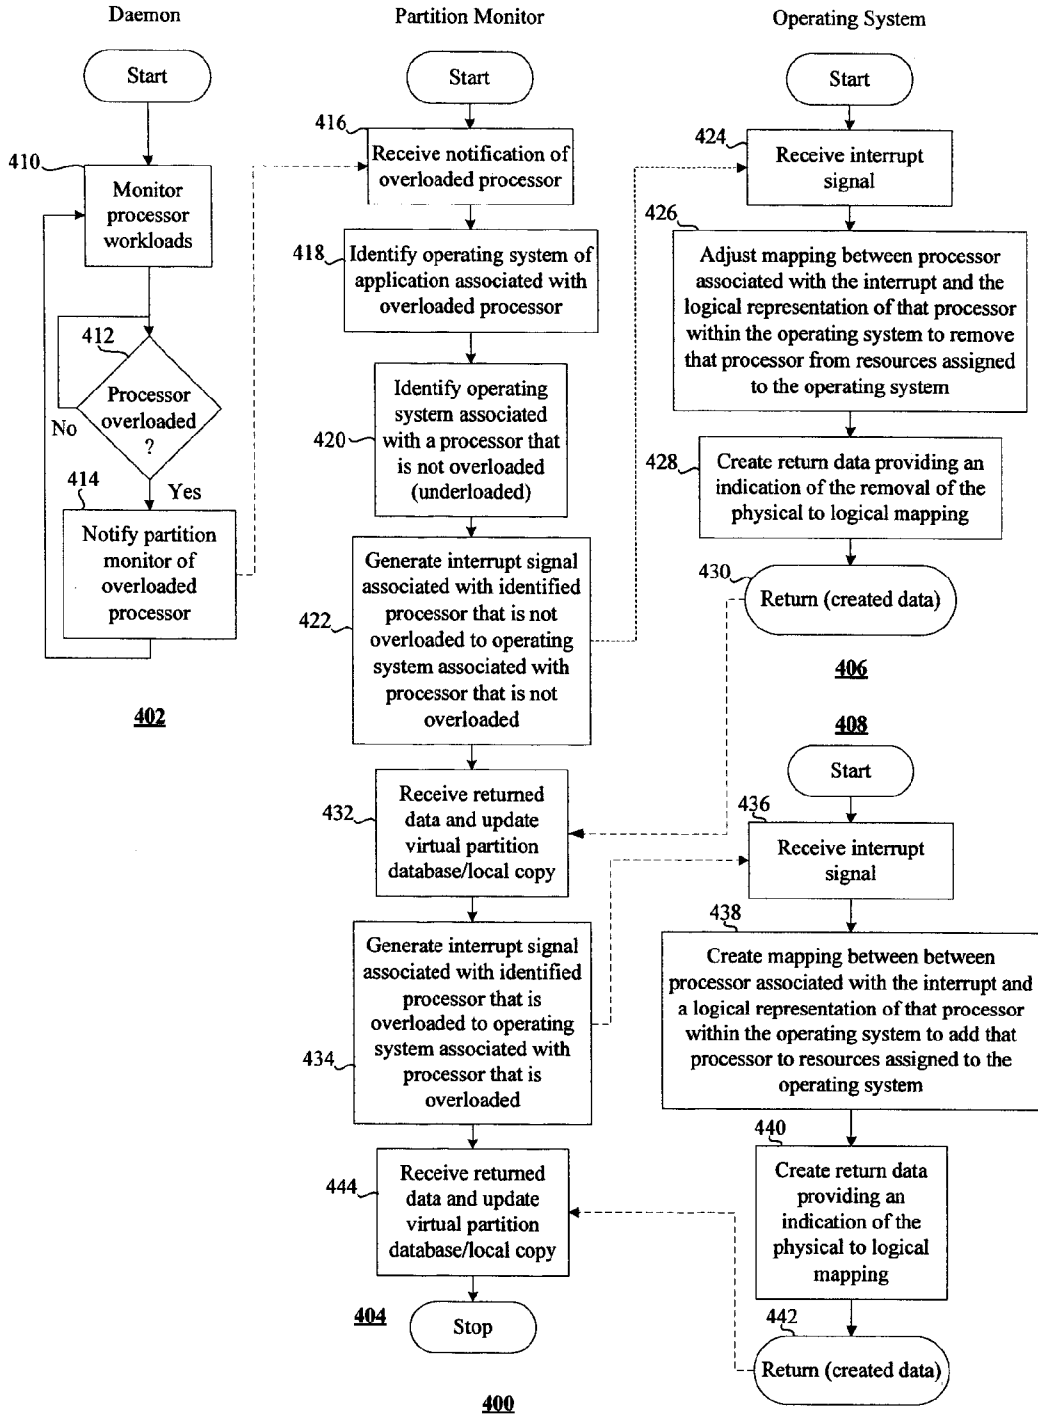 Daemon
Start
410
Monitor
processor
workloads
412
Processor
overloaded
?
No
Yes
414
Notify partition
monitor of
overloaded
processor
402
Partition Monitor
Start
416
Receive notification of
overloaded processor
418
Identify operating system of
application associated with
overloaded processor
420
Identify operating
system associated
with a processor that
is not overloaded
(underloaded)
422
Generate interrupt signal
associated with identified
processor that is not
overloaded to operating
system associated with
processor that is not
overloaded
432
Receive returned
data and update
virtual partition
database/local copy
434
Generate interrupt signal
associated with identified
processor that is
overloaded to operating
system associated with
processor that is
overloaded
444
Receive returned
data and update
virtual partition
database/local copy
404
Stop
Operating System
Start
424
Receive interrupt
signal
426
Adjust mapping between processor
associated with the interrupt and the
logical representation of that processor
within the operating system to remove
that processor from resources assigned
to the operating system
428
Create return data providing an
indication of the removal of the
physical to logical mapping
430
Return (created data)
406
408
Start
436
Receive interrupt
signal
438
Create mapping between between
processor associated with the interrupt and
a logical representation of that processor
within the operating system to add that
processor to resources assigned to the
operating system
440
Create return data
providing an
indication of the
physical to logical
mapping
442
Return (created data)
400